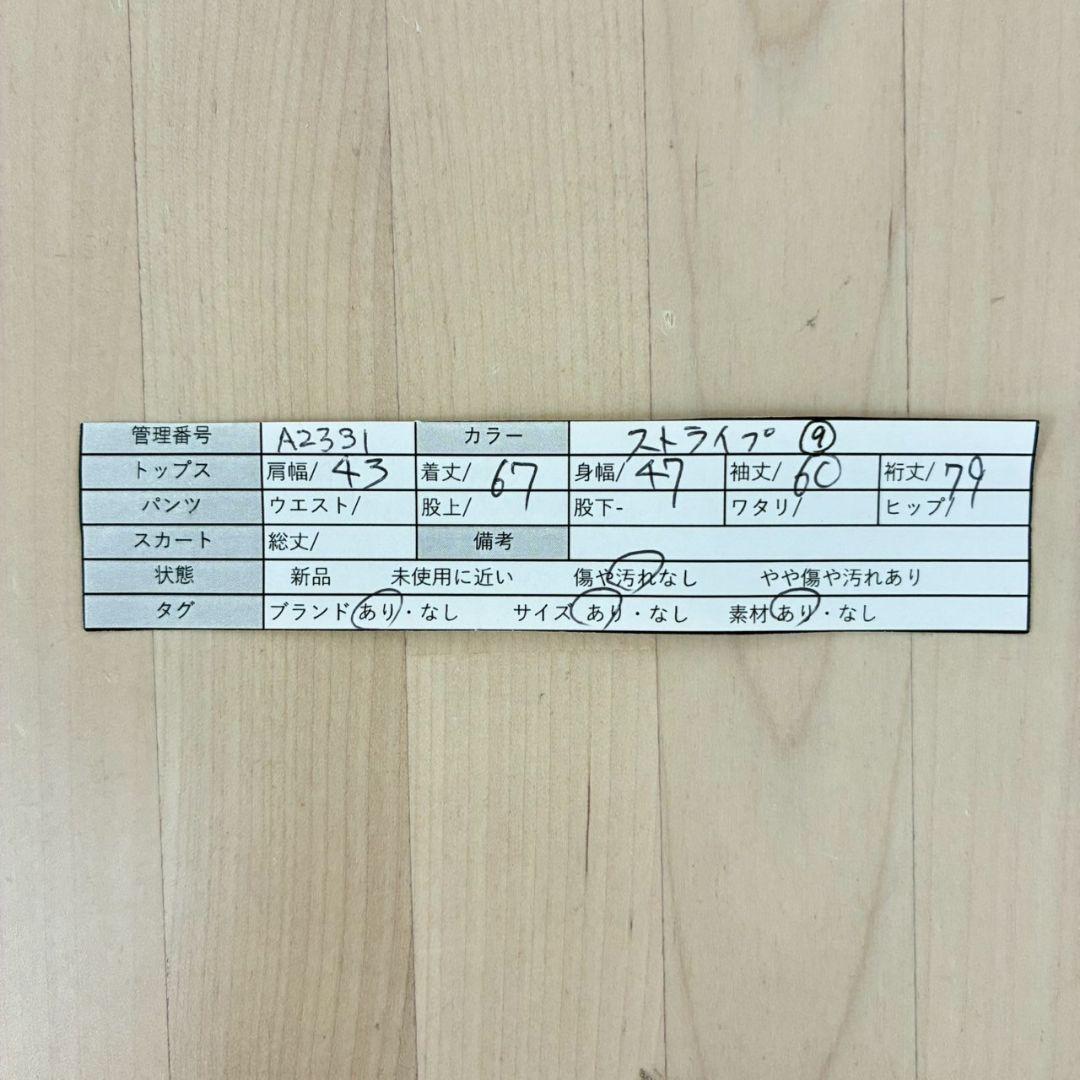 管理番号 A2331 カラー ストライプ ⑨
トップス 肩幅/ 43 着丈/ 67 身幅/ 47 袖丈/ 60 裄丈/ 79
パンツ ウエスト/ 股上/ 股下- ワタリ/ ヒップ/
スカート 総丈/ 備考
状態 新品 未使用に近い 傷や汚れなし やや傷や汚れあり
タグ ブランド あり・なし サイズ あり・なし 素材 あり・なし